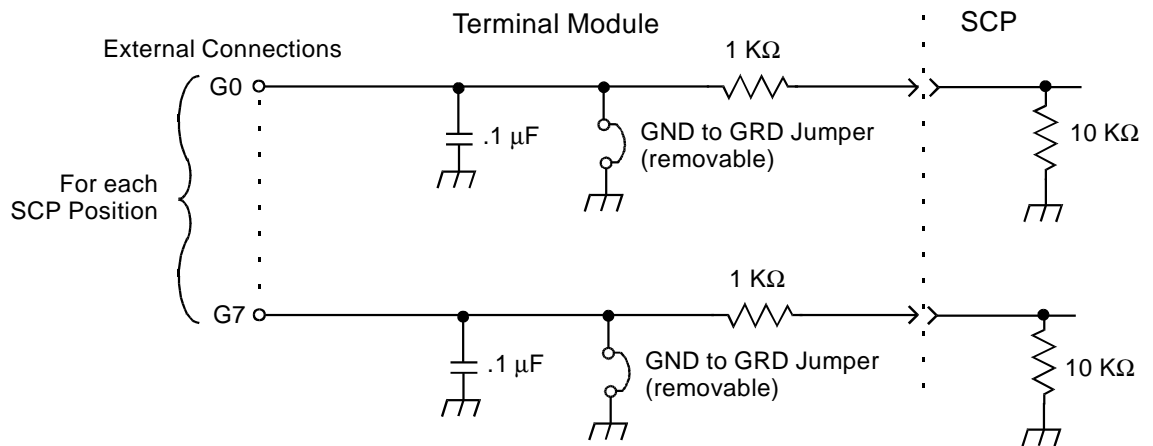 Terminal Module
SCP
External Connections
1 KΩ
G0
.1 μF
GND to GRD Jumper
(removable)
10 KΩ
For each
SCP Position
1 KΩ
G7
.1 μF
GND to GRD Jumper
(removable)
10 KΩ